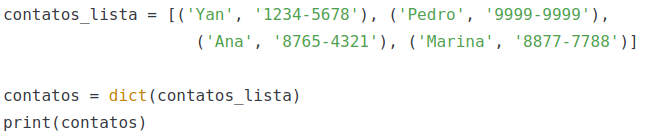 contatos_lista = [('Yan', '1234-5678'), ('Pedro', '9999-9999'),
('Ana', '8765-4321'), ('Marina', '8877-7788')]
contatos = dict(contatos_lista)
print(contatos)